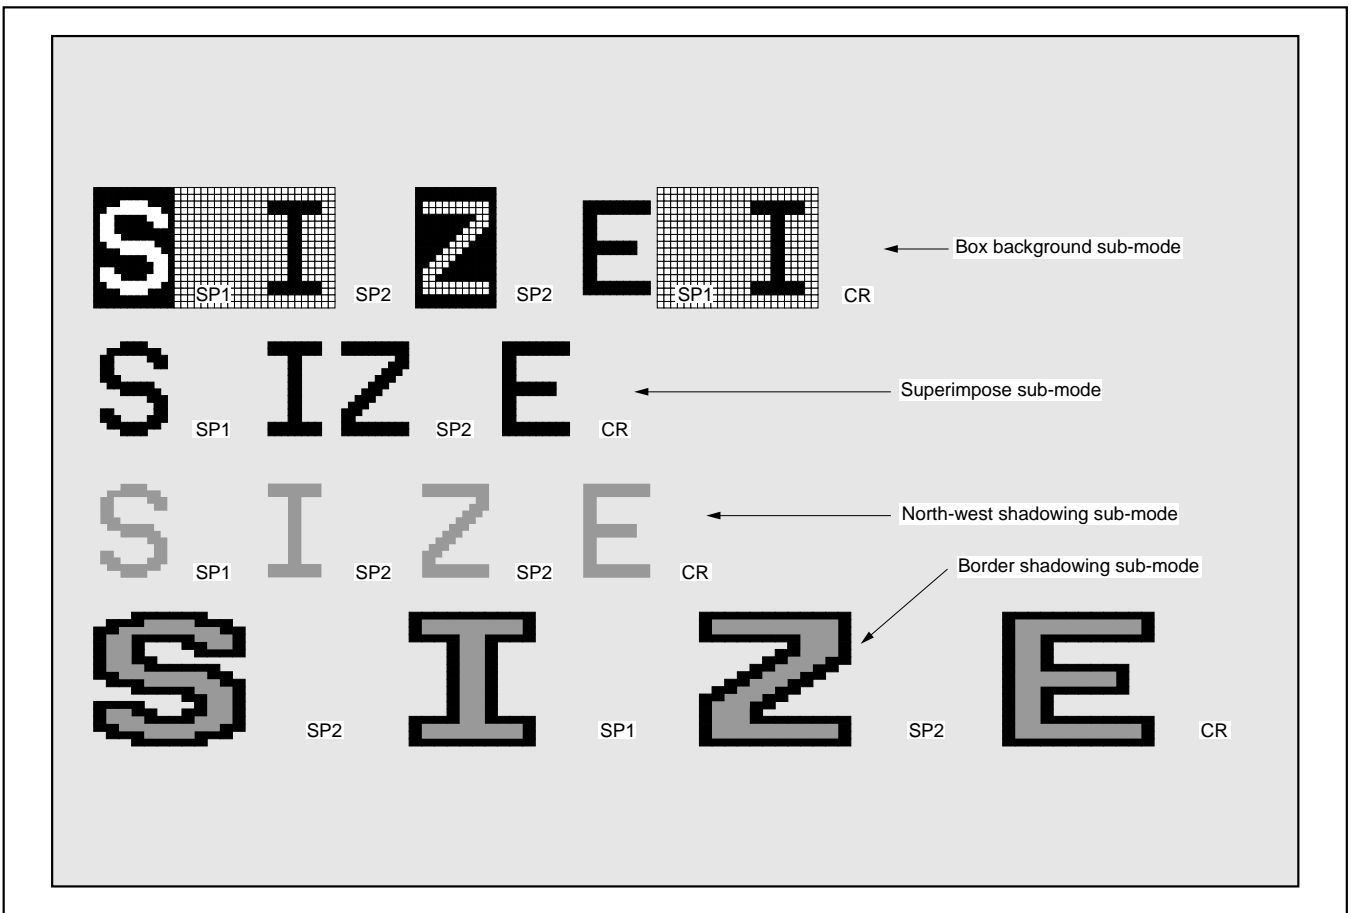 S SP1 I SP2 Z SP2 E SP1 I CR Box background sub-mode
S SP1 I Z SP2 E CR Superimpose sub-mode
S SP1 I SP2 Z SP2 E CR North-west shadowing sub-mode
Border shadowing sub-mode
S SP2 I SP1 Z SP2 E CR